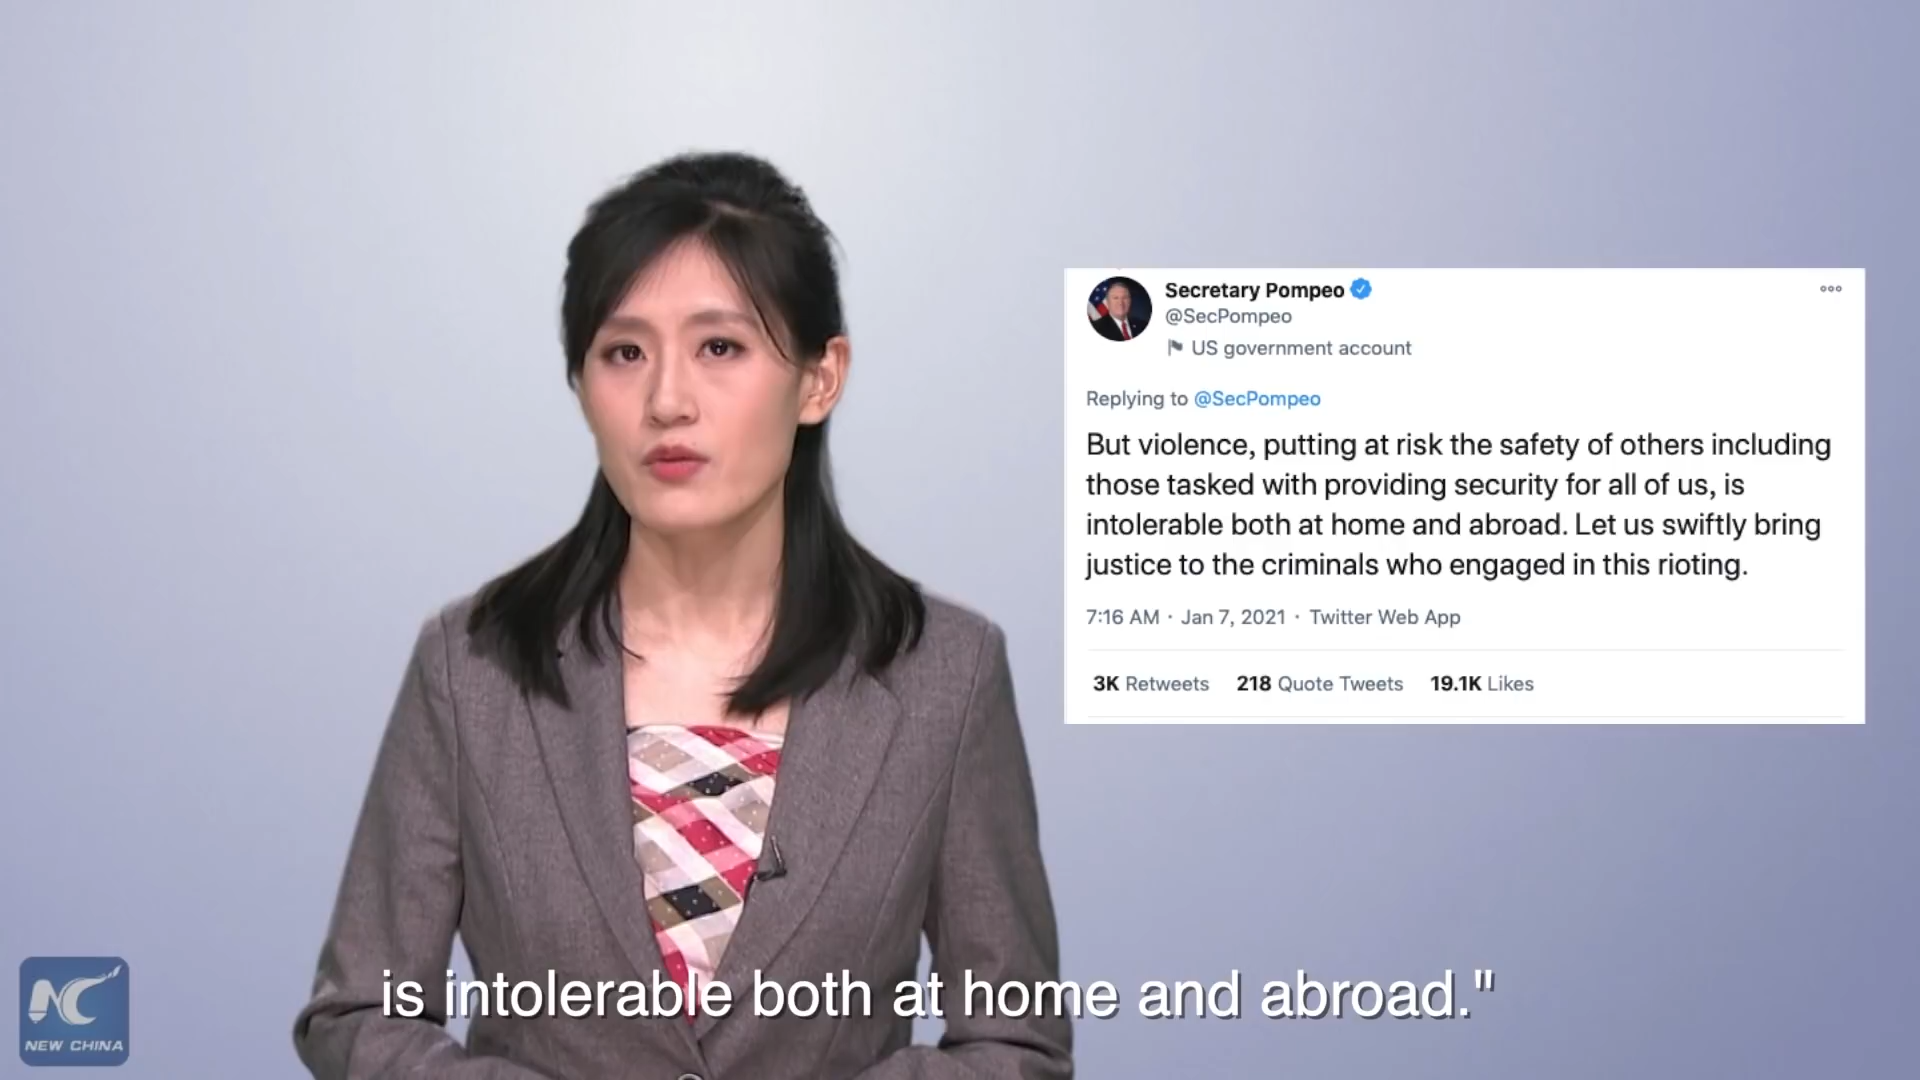 Secretary Pompeo
@SecPompeo
US government account
Replying to @SecPompeo
But violence, putting at risk the safety of others including
those tasked with providing security for all of us, is
intolerable both at home and abroad. Let us swiftly bring
justice to the criminals who engaged in this rioting.
7:16 AM · Jan 7, 2021 · Twitter Web App
3K Retweets 218 Quote Tweets 19.1K Likes
is intolerable both at home and abroad."
NC
NEW CHINA